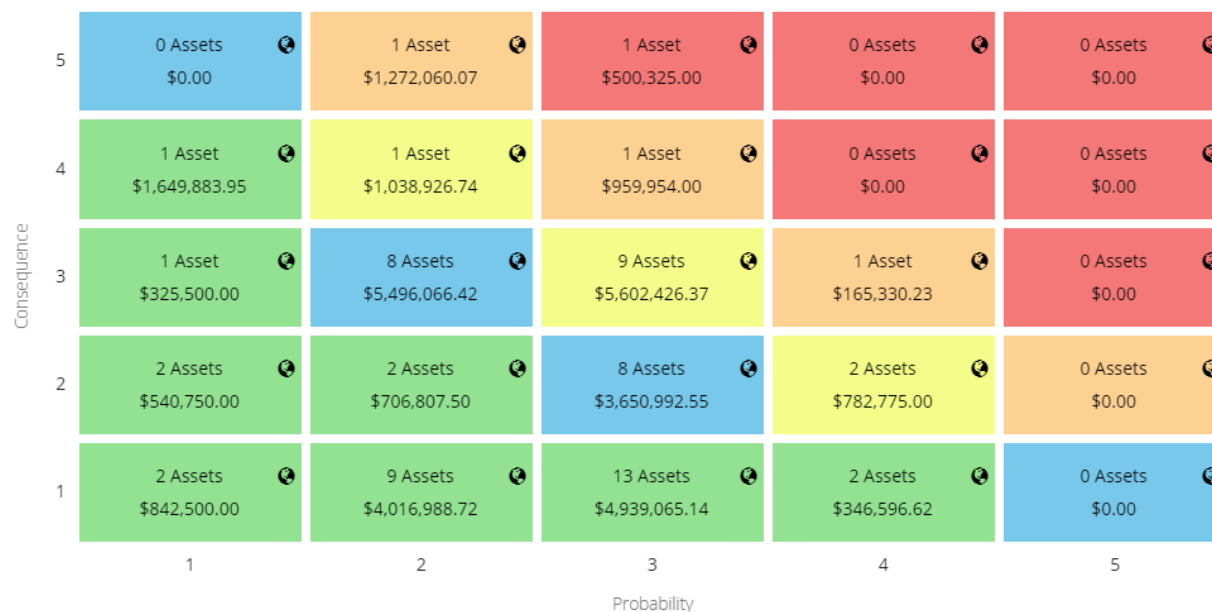 5
0 Assets
$0.00
1 Asset
$1,272,060.07
1 Asset
$500,325.00
0 Assets
$0.00
0 Assets
$0.00
4
1 Asset
$1,649,883.95
1 Asset
$1,038,926.74
1 Asset
$959,954.00
0 Assets
$0.00
0 Assets
$0.00
Consequence
3
1 Asset
$325,500.00
8 Assets
$5,496,066.42
9 Assets
$5,602,426.37
1 Asset
$165,330.23
0 Assets
$0.00
2
2 Assets
$540,750.00
2 Assets
$706,807.50
8 Assets
$3,650,992.55
2 Assets
$782,775.00
0 Assets
$0.00
1
2 Assets
$842,500.00
9 Assets
$4,016,988.72
13 Assets
$4,939,065.14
2 Assets
$346,596.62
0 Assets
$0.00
1 2 3 4 5
Probability